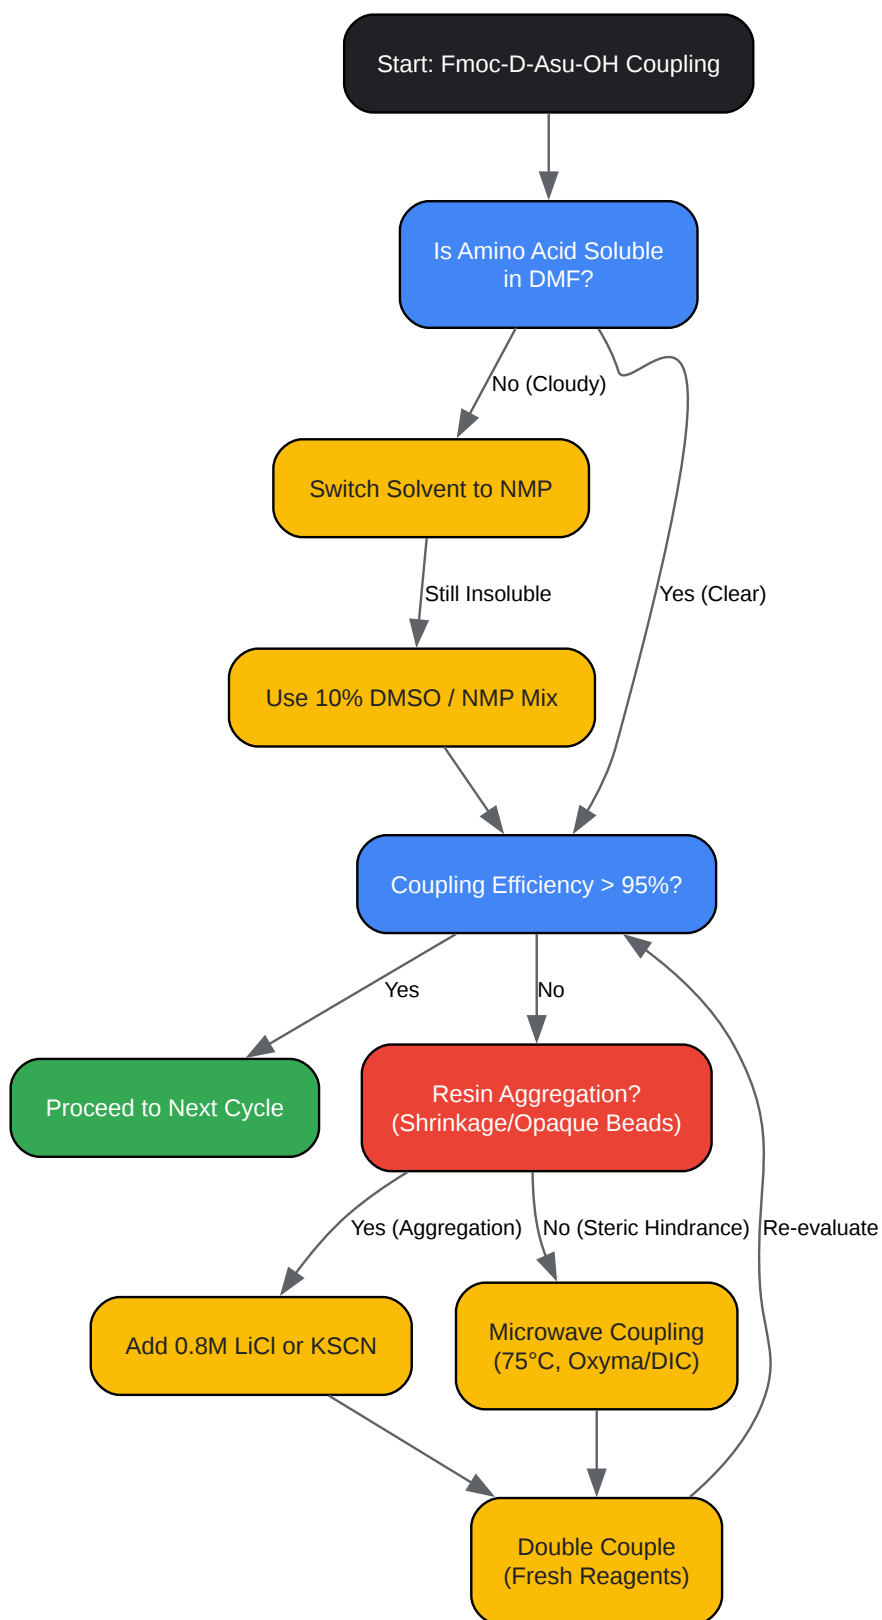 Start: Fmoc-D-Asu-OH Coupling
Is Amino Acid Soluble
in DMF?
No (Cloudy)
Switch Solvent to NMP
Still Insoluble
Yes (Clear)
Use 10% DMSO / NMP Mix
Coupling Efficiency > 95%?
Yes
No
Proceed to Next Cycle
Resin Aggregation?
(Shrinkage/Opaque Beads)
Yes (Aggregation)
No (Steric Hindrance)
Re-evaluate
Add 0.8M LiCl or KSCN
Microwave Coupling
(75°C, Oxyma/DIC)
Double Couple
(Fresh Reagents)